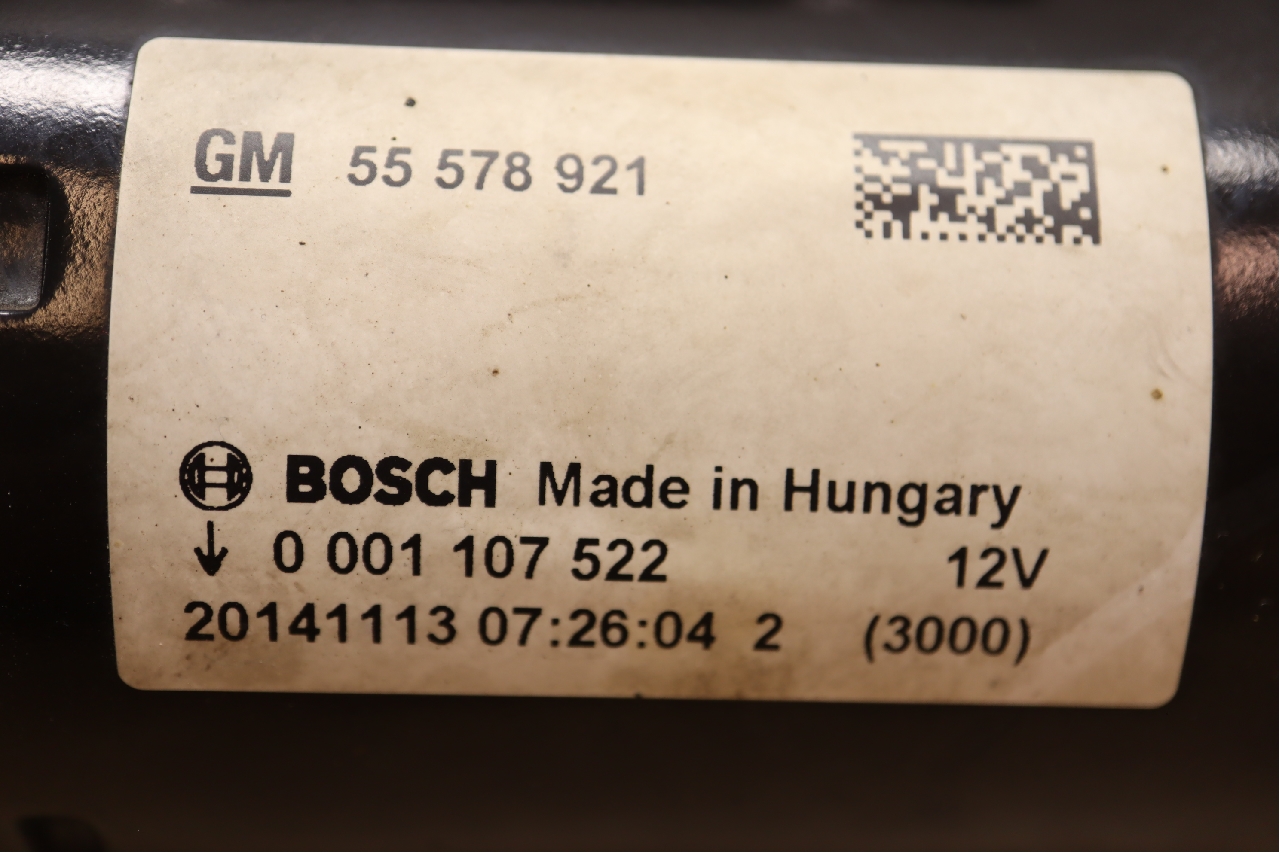 GM 55 578 921
BOSCH Made in Hungary
↓ 0 001 107 522 12V
20141113 07:26:04 2 (3000)